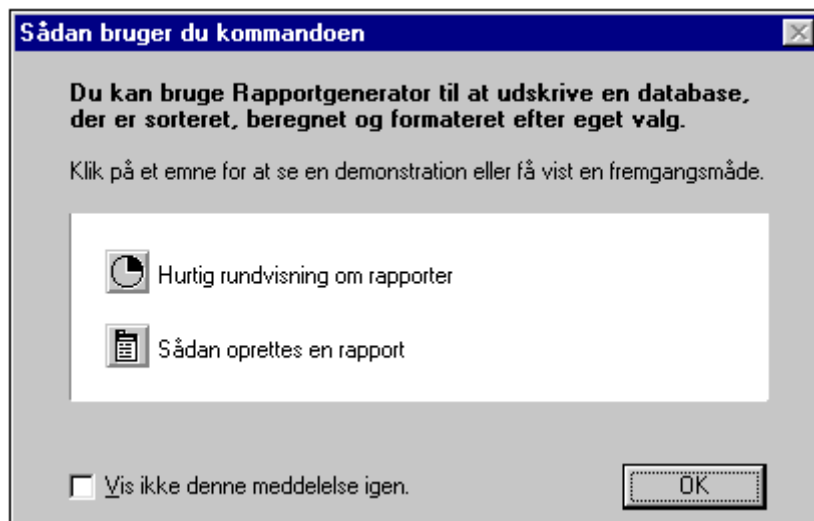 Sådan bruger du kommandoen
Du kan bruge Rapportgenerator til at udskrive en database,
der er sorteret, beregnet og formateret efter eget valg.
Klik på et emne for at se en demonstration eller få vist en fremgangsmåde.
Hurtig rundvisning om rapporter
Sådan oprettes en rapport
Vis ikke denne meddelelse igen.
OK